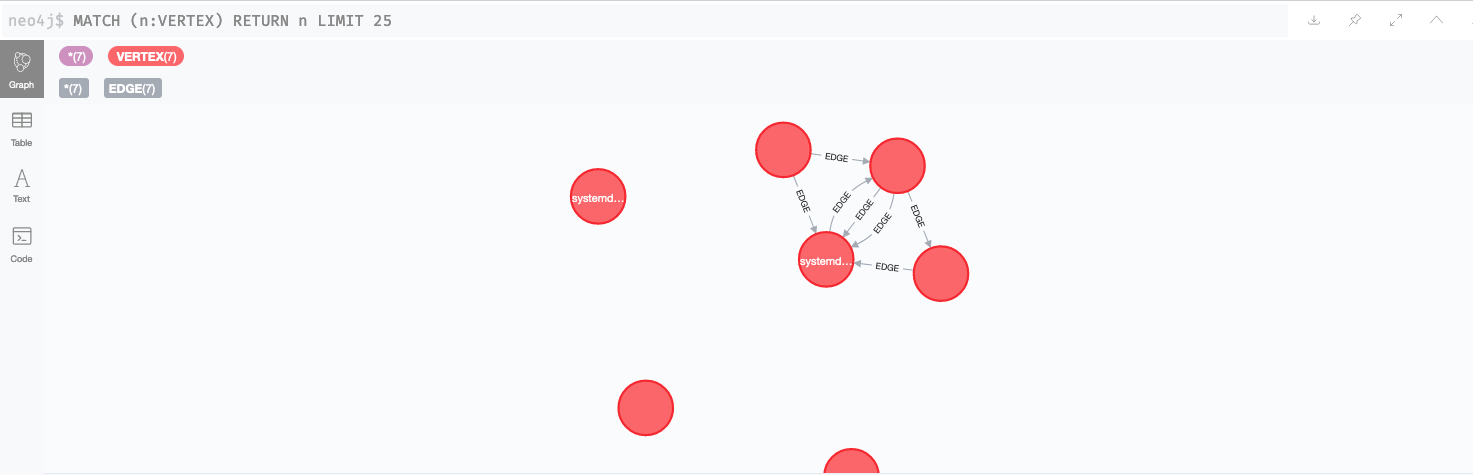 neo4j$ MATCH (n:VERTEX) RETURN n LIMIT 25
*(7) VERTEX(7)
*(7) EDGE(7)
Graph
Table
Text
Code
EDGE
systemd...
EDGE
EDGE
EDGE
EDGE
EDGE
systemd...
EDGE